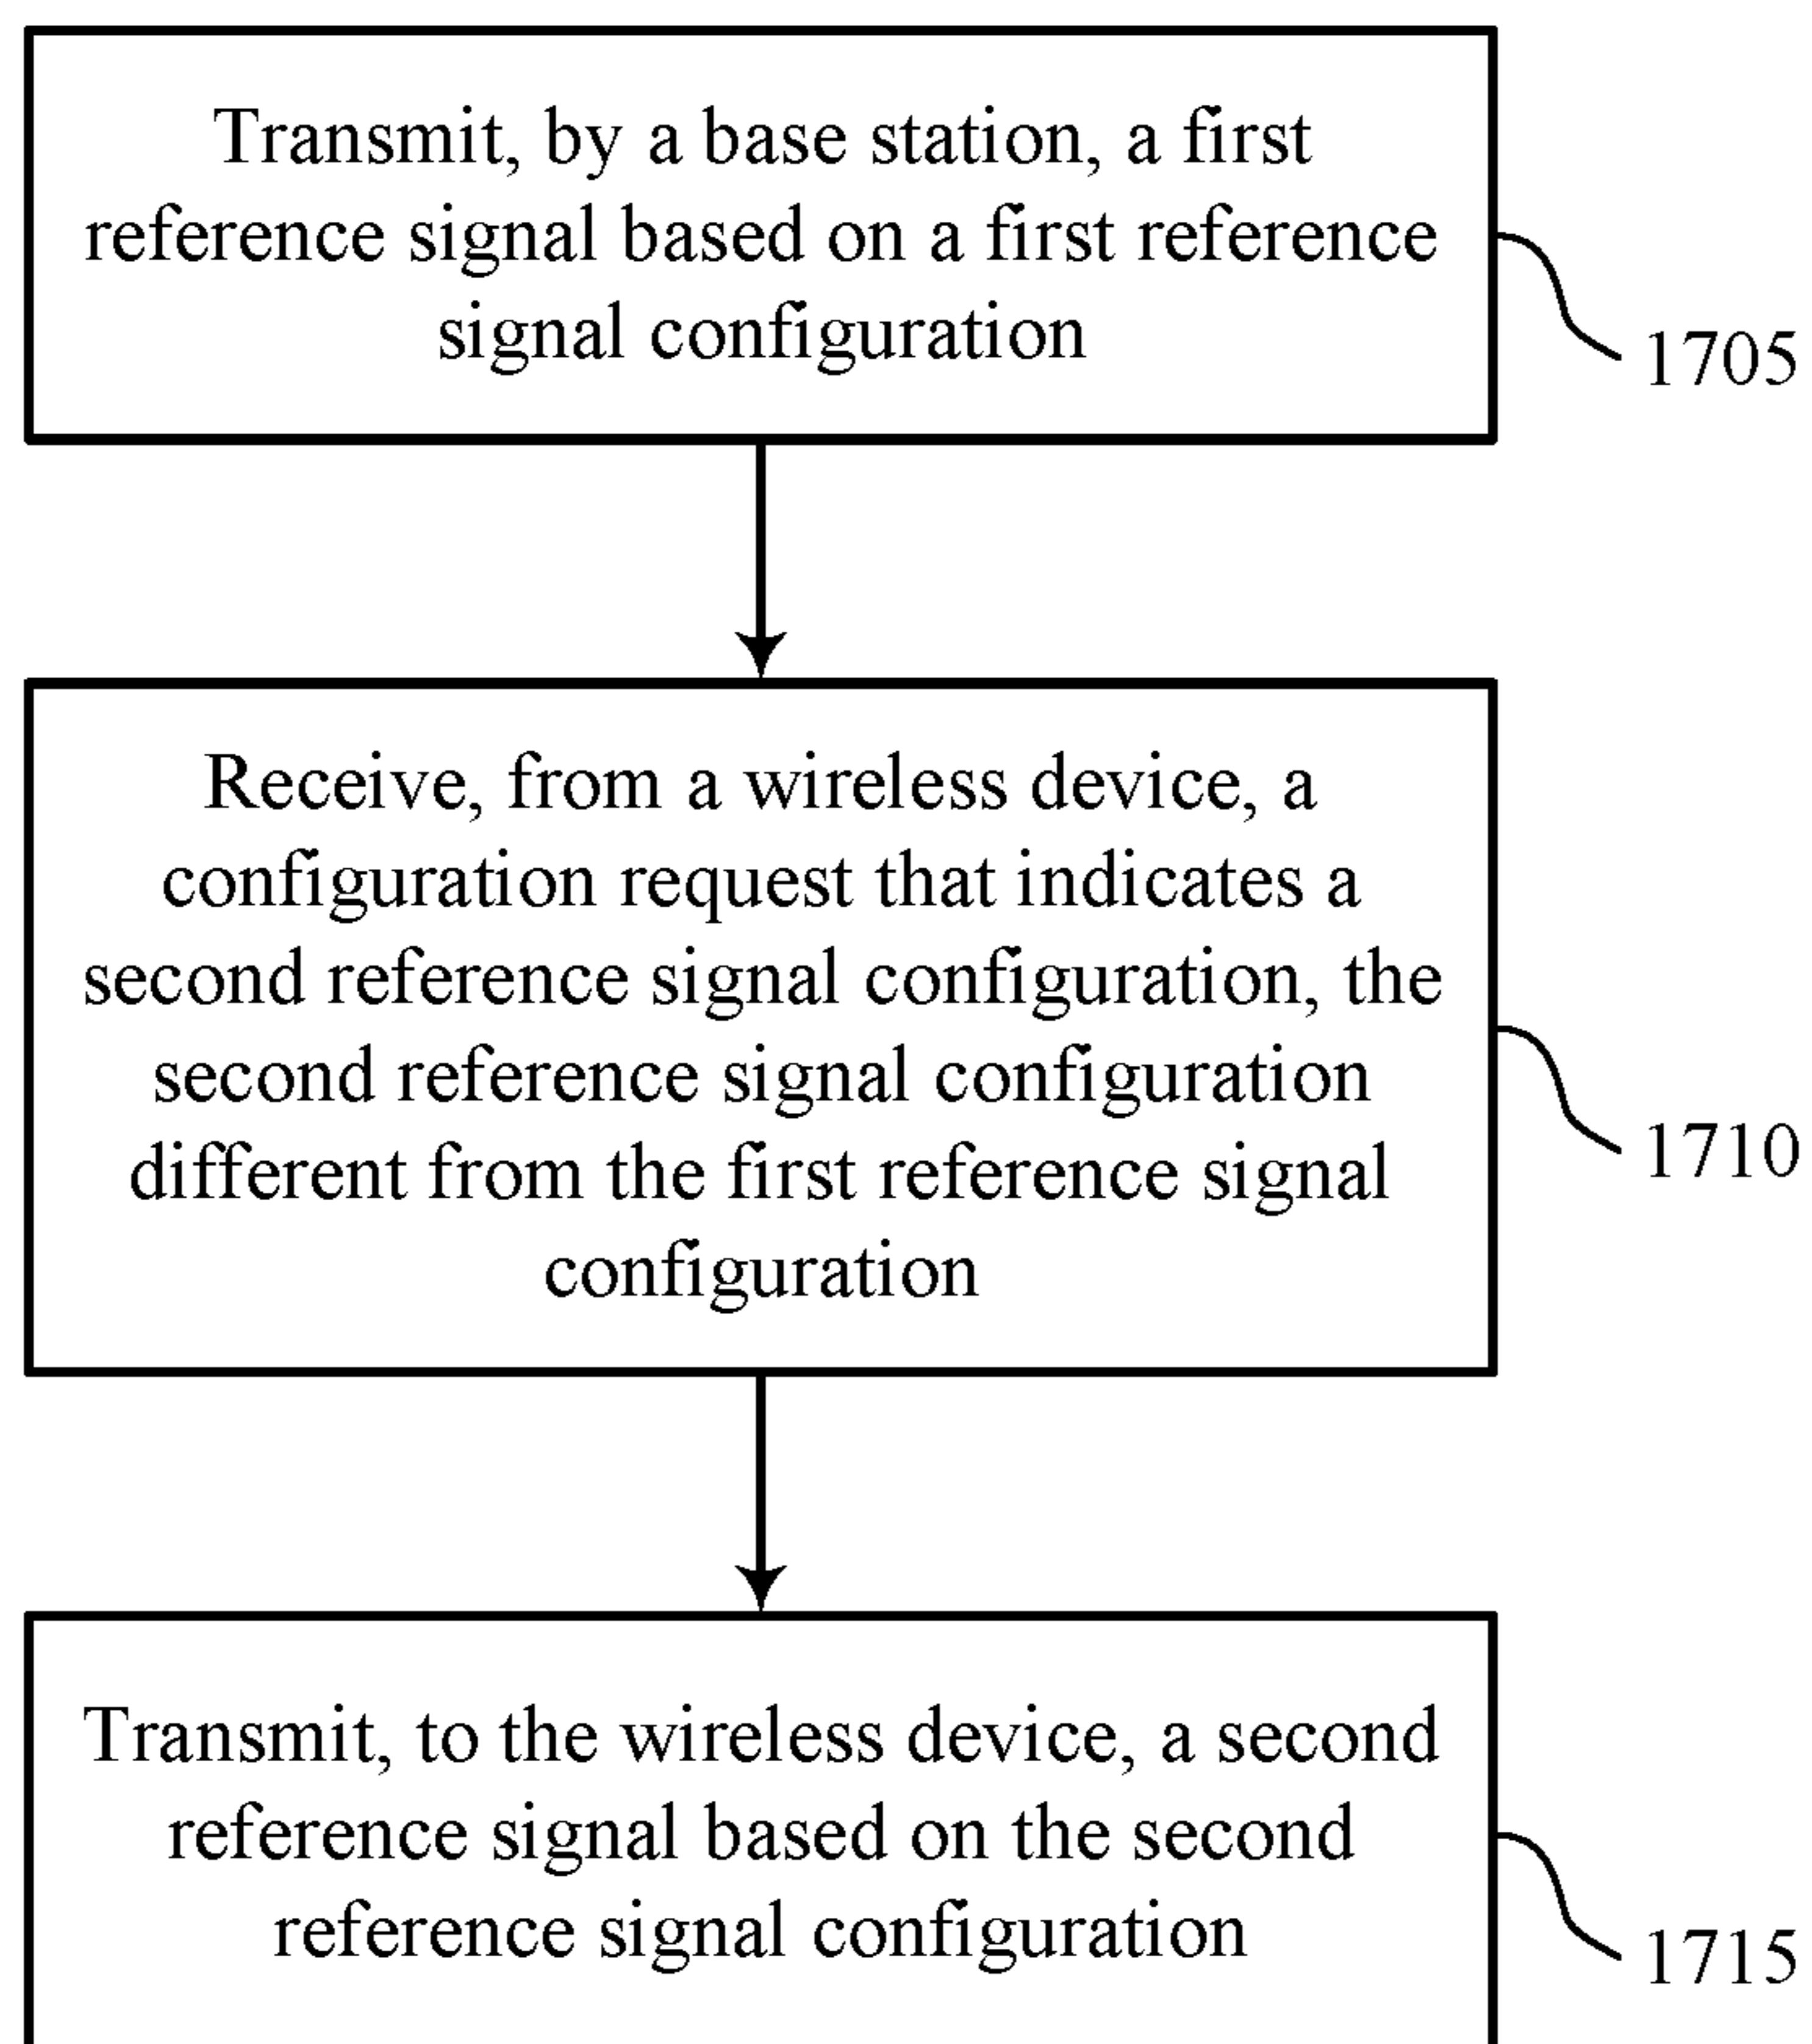 Transmit, by a base station, a first
reference signal based on a first reference
signal configuration
1705
Receive, from a wireless device, a
configuration request that indicates a
second reference signal configuration, the
second reference signal configuration
different from the first reference signal
configuration
1710
Transmit, to the wireless device, a second
reference signal based on the second
reference signal configuration
1715